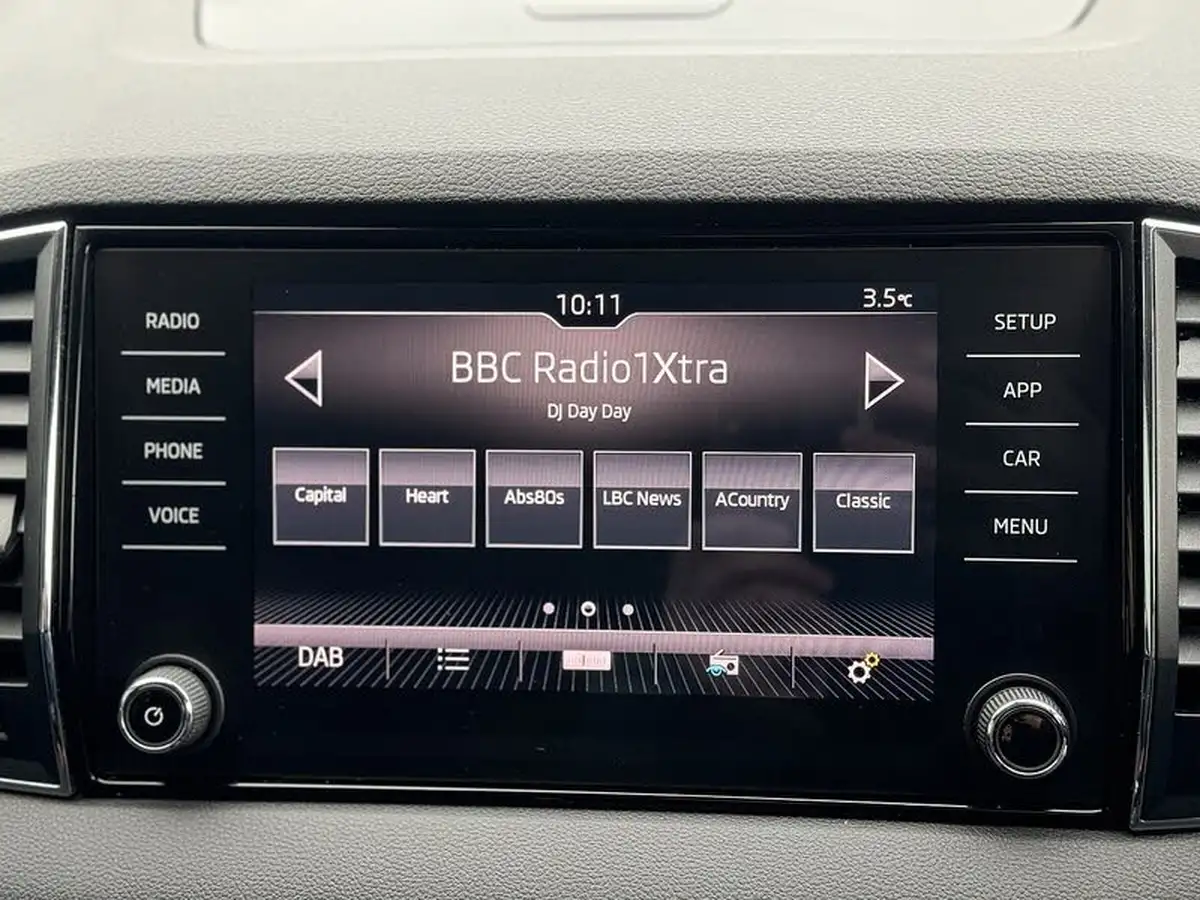 10:11
3.5°C
RADIO
MEDIA
PHONE
VOICE
BBC Radio1Xtra
DJ Day Day
Capital
Heart
Abs80s
LBC News
ACountry
Classic
DAB
SETUP
APP
CAR
MENU